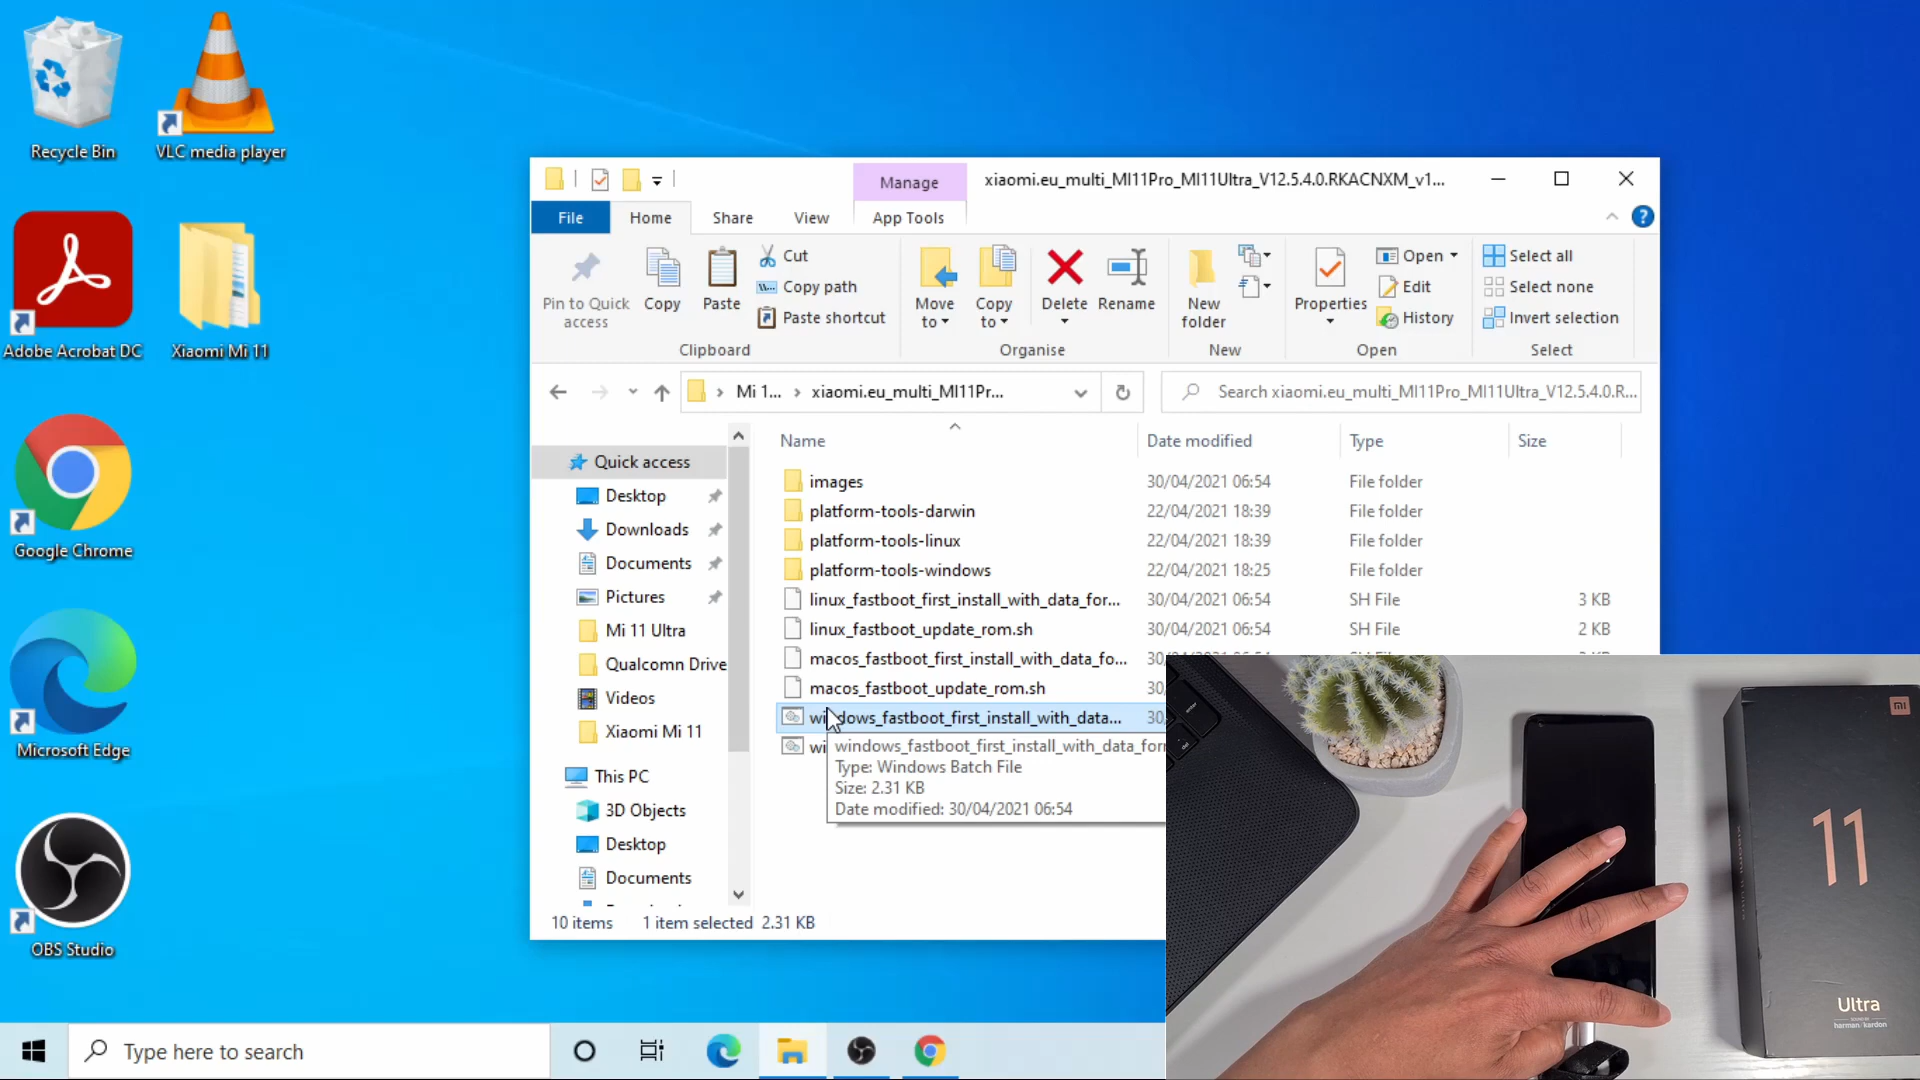 Recycle Bin
VLC media player
Adobe Acrobat DC
Xiaomi Mi 11
Google Chrome
Microsoft Edge
OBS Studio
Manage
xiaomi.eu_multi_MI11Pro_MI11Ultra_V12.5.4.0.RKACNXM_v1...
File
Home
Share
View
App Tools
Pin to Quick access
Copy
Paste
Cut
Copy path
Paste shortcut
Clipboard
Move to
Copy to
Delete
Rename
Organise
New folder
New
Properties
Open
Edit
History
Open
Select all
Select none
Invert selection
Select
Mi 1...
xiaomi.eu_multi_MI11Pr...
Search xiaomi.eu_multi_MI11Pro_MI11Ultra_V12.5.4.0.R...
Name Date modified Type Size
images 30/04/2021 06:54 File folder
platform-tools-darwin 22/04/2021 18:39 File folder
platform-tools-linux 22/04/2021 18:39 File folder
platform-tools-windows 22/04/2021 18:25 File folder
linux_fastboot_first_install_with_data_for... 30/04/2021 06:54 SH File 3 KB
linux_fastboot_update_rom.sh 30/04/2021 06:54 SH File 2 KB
macos_fastboot_first_install_with_data_fo...
macos_fastboot_update_rom.sh 30
windows_fastboot_first_install_with_data... 30
windows_fastboot_first_install_with_data_for
Type: Windows Batch File
Size: 2.31 KB
Date modified: 30/04/2021 06:54
Quick access
Desktop
Downloads
Documents
Pictures
Mi 11 Ultra
Qualcomn Drive
Videos
Xiaomi Mi 11
This PC
3D Objects
Desktop
Documents
10 items 1 item selected 2.31 KB
Type here to search
MI
11
Ultra
SOUND BY
harman/kardon
enter